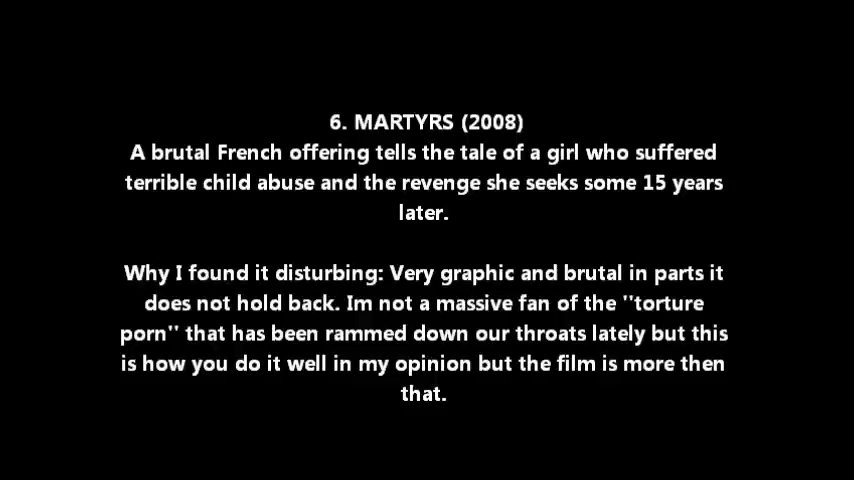 6. MARTYRS (2008)
A brutal French offering tells the tale of a girl who suffered
terrible child abuse and the revenge she seeks some 15 years
later.
Why I found it disturbing: Very graphic and brutal in parts it
does not hold back. Im not a massive fan of the ''torture
porn'' that has been rammed down our throats lately but this
is how you do it well in my opinion but the film is more then
that.